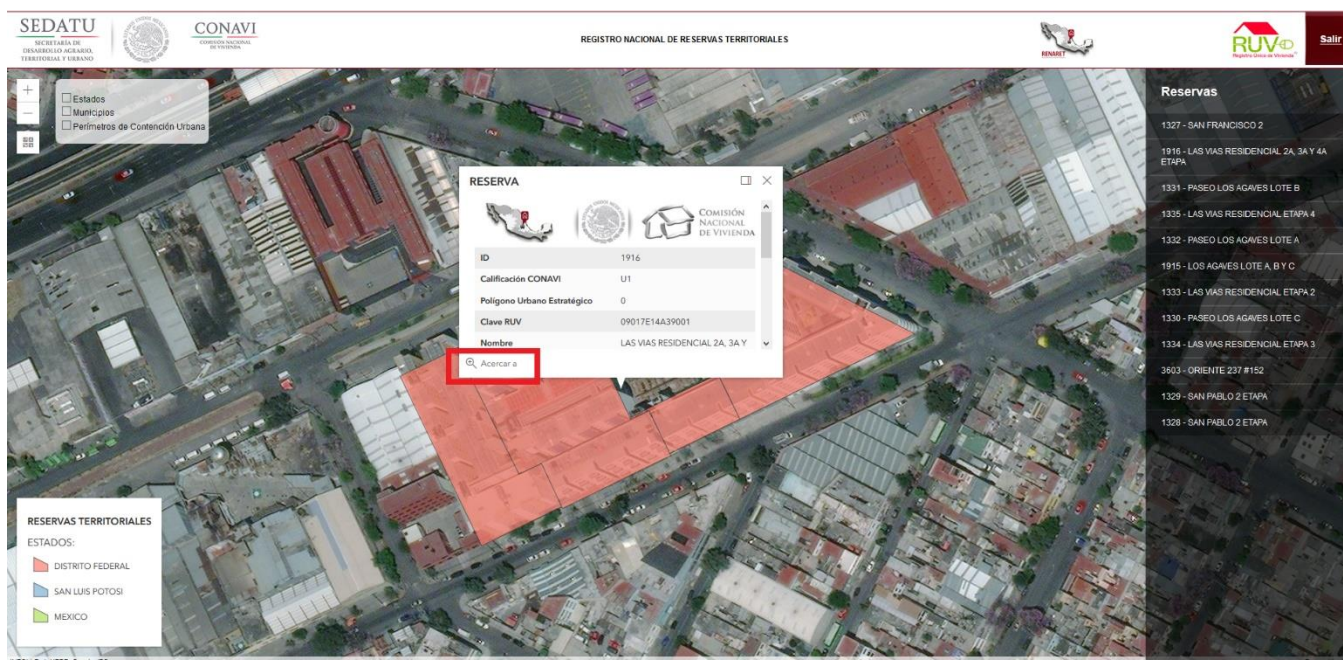 SEDATU
SECRETARÍA DE
DESARROLLO AGRARIO,
TERRITORIAL Y URBANO
CONAVI
COMISIÓN NACIONAL
DE VIVIENDA
REGISTRO NACIONAL DE RESERVAS TERRITORIALES
RENARET
RUV
Registro Único de Vivienda
Salir
+
−
Estados
Municipios
Perímetros de Contención Urbana
RESERVA
COMISIÓN
NACIONAL
DE VIVIENDA
ID 1916
Calificación CONAVI U1
Polígono Urbano Estratégico 0
Clave RUV 09017E14A39001
Nombre LAS VIAS RESIDENCIAL 2A, 3A Y
Acercar a
Reservas
1327 - SAN FRANCISCO 2
1916 - LAS VIAS RESIDENCIAL 2A, 3A Y 4A
ETAPA
1331 - PASEO LOS AGAVES LOTE B
1335 - LAS VIAS RESIDENCIAL ETAPA 4
1332 - PASEO LOS AGAVES LOTE A
1915 - LOS AGAVES LOTE A, B Y C
1333 - LAS VIAS RESIDENCIAL ETAPA 2
1330 - PASEO LOS AGAVES LOTE C
1334 - LAS VIAS RESIDENCIAL ETAPA 3
3603 - ORIENTE 237 #152
1329 - SAN PABLO 2 ETAPA
1328 - SAN PABLO 2 ETAPA
RESERVAS TERRITORIALES
ESTADOS:
DISTRITO FEDERAL
SAN LUIS POTOSI
MEXICO